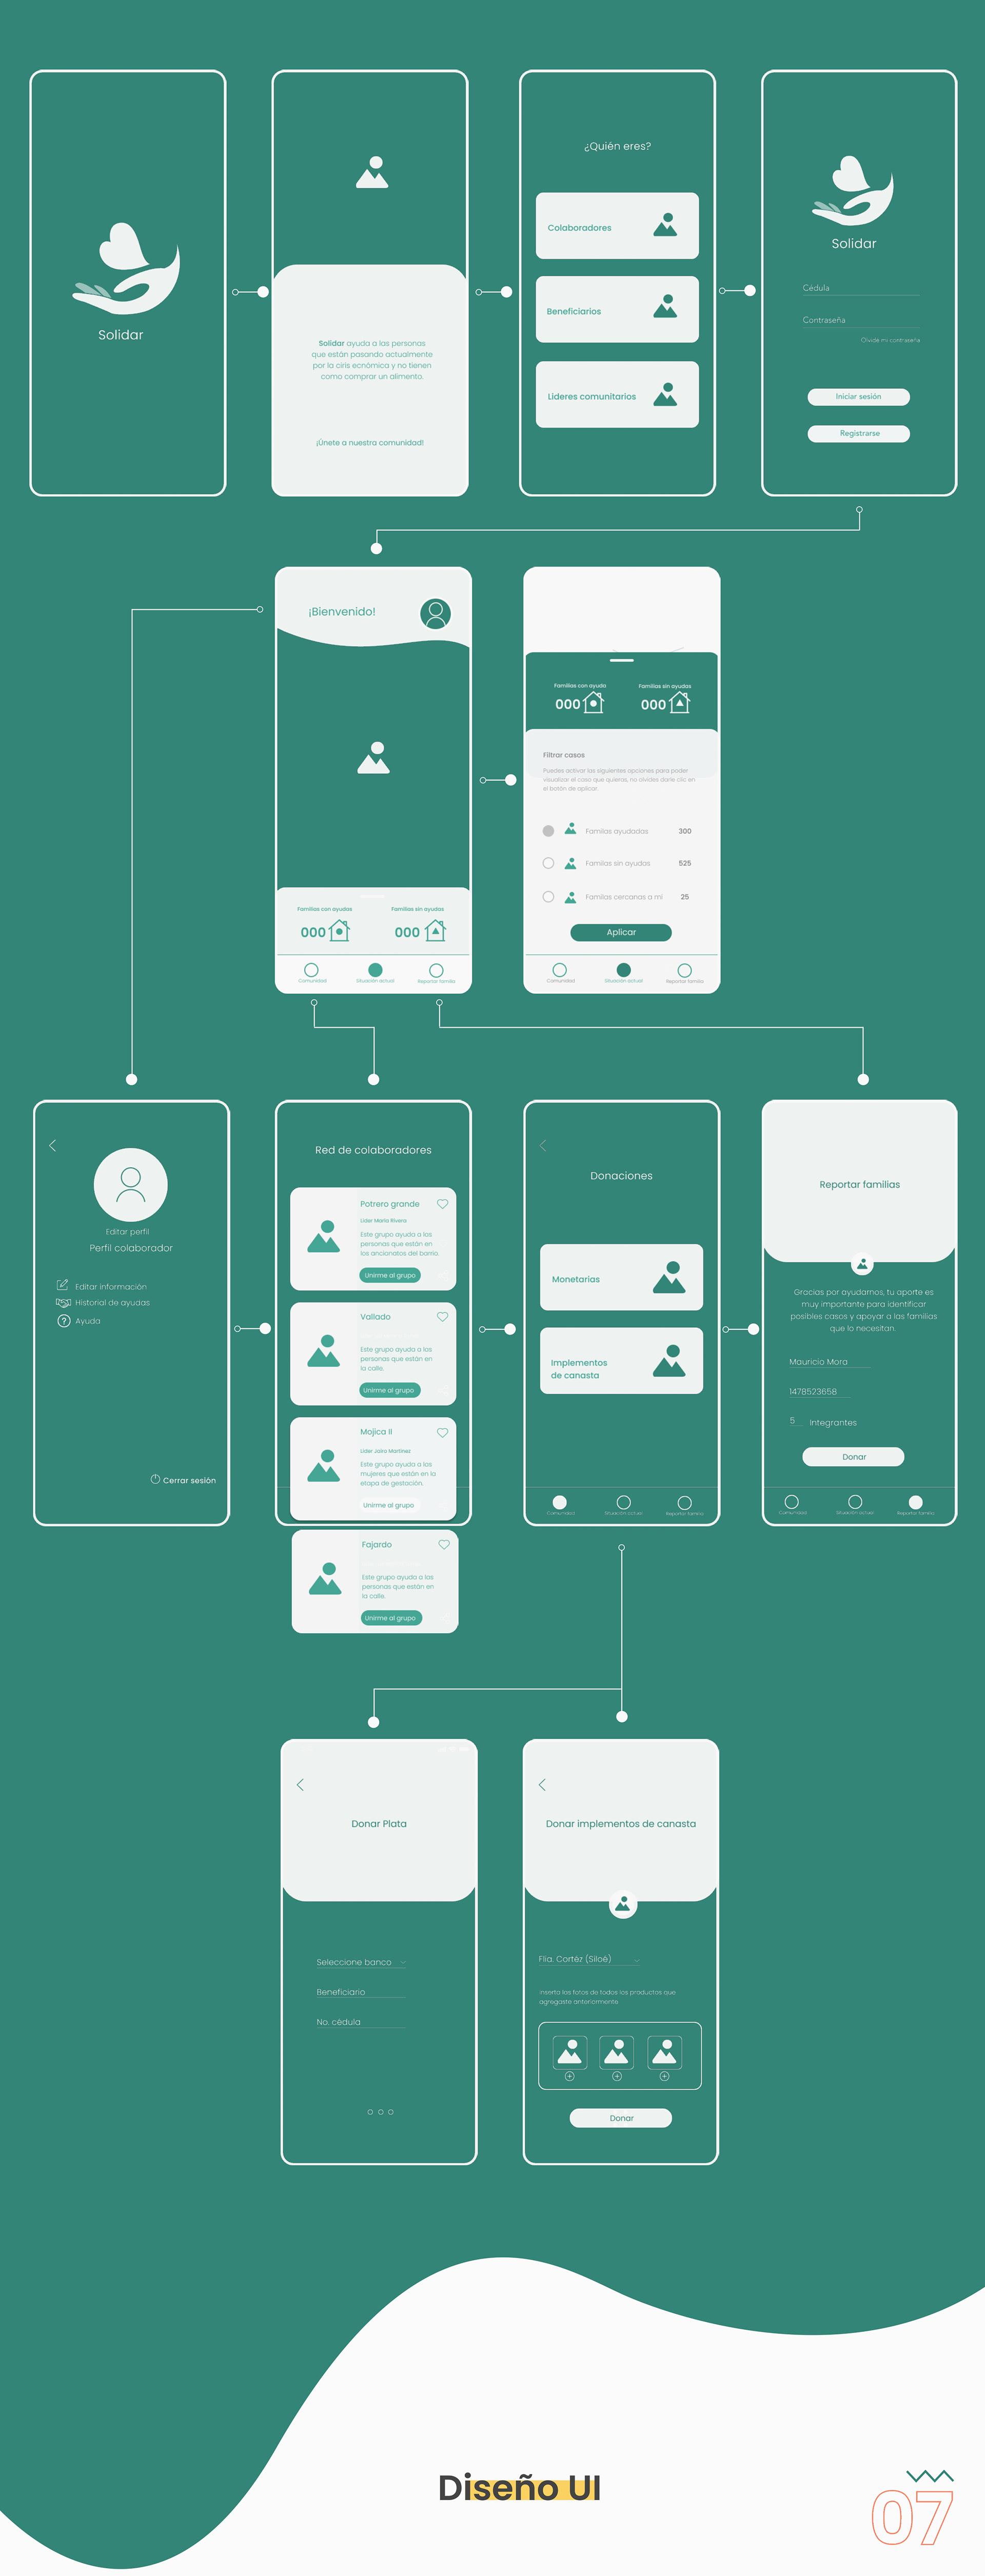 Solidar
Solidar ayuda a las personas
que están pasando actualmente
por la ciris ecnómica y no tienen
como comprar un alimento.
¡Únete a nuestra comunidad!
¿Quién eres?
Colaboradores
Beneficiarios
Lideres comunitarios
Solidar
Cédula
Contraseña
Olvidé mi contraseña
Iniciar sesión
Registrarse
¡Bienvenido!
Familias con ayudas
Familias sin ayudas
000
000
Comunidad
Situación actual
Reportar familia
Familias con ayuda
Familias sin ayudas
000
000
Filtrar casos
Puedes activar las siguientes opciones para poder
visualizar el caso que quieras, no olvides darle clic en
el botón de aplicar.
Familias ayudadas 300
Familas sin ayudas 525
Familas cercanas a mi 25
Aplicar
Comunidad
Situación actual
Reportar familia
Editar perfil
Perfil colaborador
Editar información
Historial de ayudas
Ayuda
Cerrar sesión
Red de colaboradores
Potrero grande
Lider María Rivera
Este grupo ayuda a las
personas que están en
los ancianatos del barrio.
Unirme al grupo
Vallado
Este grupo ayuda a las
personas que están en
la calle.
Unirme al grupo
Mojica II
Lider Jairo Martínez
Este grupo ayuda a las
mujeres que están en la
etapa de gestación.
Unirme al grupo
Fajardo
Este grupo ayuda a las
personas que están en
la calle.
Unirme al grupo
Donaciones
Monetarias
Implementos
de canasta
Comunidad
Situación actual
Reportar familia
Reportar familias
Gracias por ayudarnos, tu aporte es
muy importante para identificar
posibles casos y apoyar a las familias
que lo necesitan.
Mauricio Mora
1478523658
5 Integrantes
Donar
Comunidad
Situación actual
Reportar familia
Donar Plata
Seleccione banco
Beneficiario
No. cédula
Donar implementos de canasta
Flia. Cortéz (Siloé)
Inserta las fotos de todos los productos que
agregaste anteriormente.
Donar
Diseño UI
07